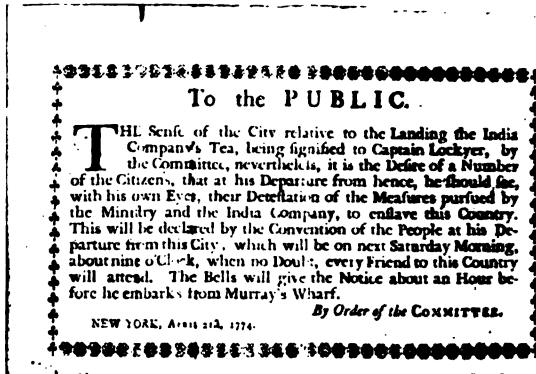 To the PUBLIC.
THE Senſe of the City relative to the Landing the India
Company's Tea, being ſignified to Captain Lockyer, by
the Committee, nevertheleſs, it is the Deſire of a Number
of the Citizens, that at his Departure from hence, he ſhould ſee,
with his own Eyes, their Deteſtation of the Meaſures purſued by
the Miniſtry and the India Company, to enſlave this Country.
This will be declared by the Convention of the People at his De-
parture from this City, which will be on next Saturday Morning,
about nine o'Clock, when no Doubt, every Friend to this Country
will attend. The Bells will give the Notice about an Hour be-
fore he embarks from Murray's Wharf.
By Order of the COMMITTEE.
NEW YORK, April 21ſt, 1774.